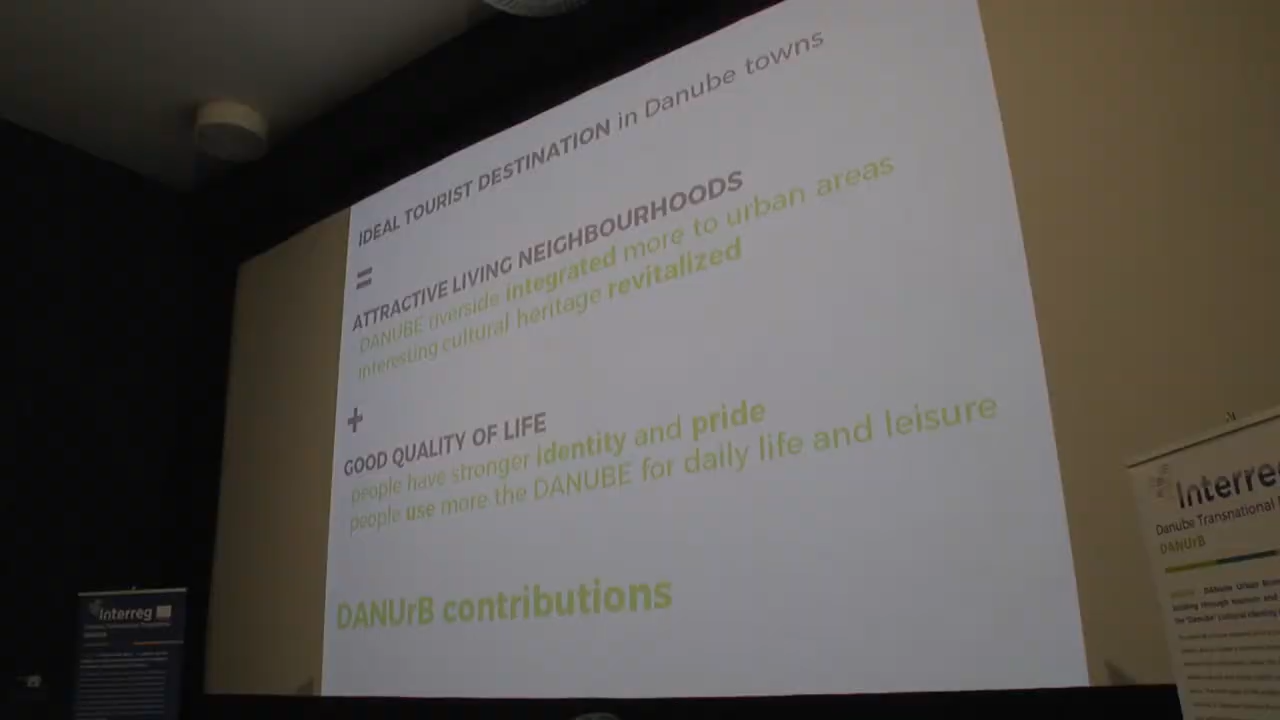 IDEAL TOURIST DESTINATION in Danube towns
=
ATTRACTIVE LIVING NEIGHBOURHOODS
DANUBE riverside integrated more to urban areas
interesting cultural heritage revitalized
+
GOOD QUALITY OF LIFE
people have stronger identity and pride
people use more the DANUBE for daily life and leisure
DANUrB contributions
Interreg
Interre
Danube Transnational
DANUrB